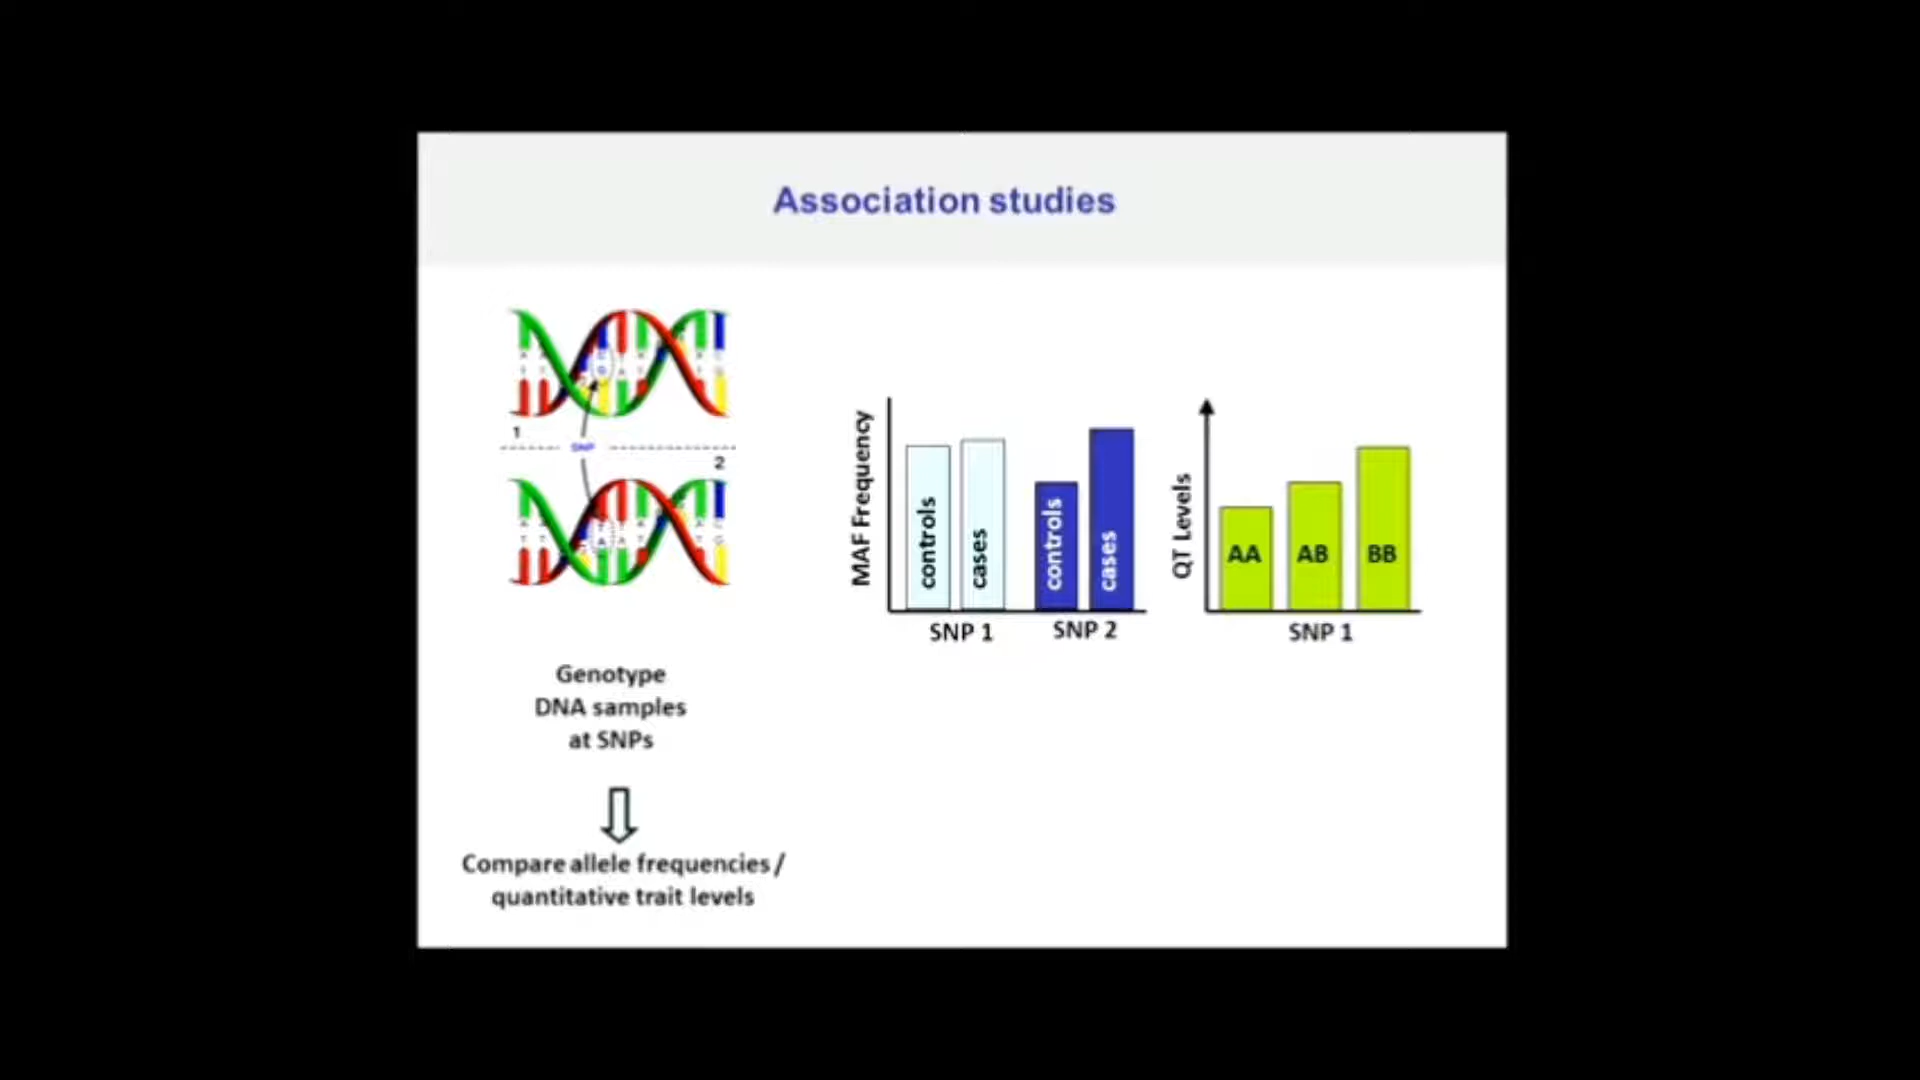 Association studies
1
SNP
2
Genotype
DNA samples
at SNPs
Compare allele frequencies /
quantitative trait levels
MAF Frequency
controls
cases
controls
cases
SNP 1
SNP 2
QT Levels
AA
AB
BB
SNP 1